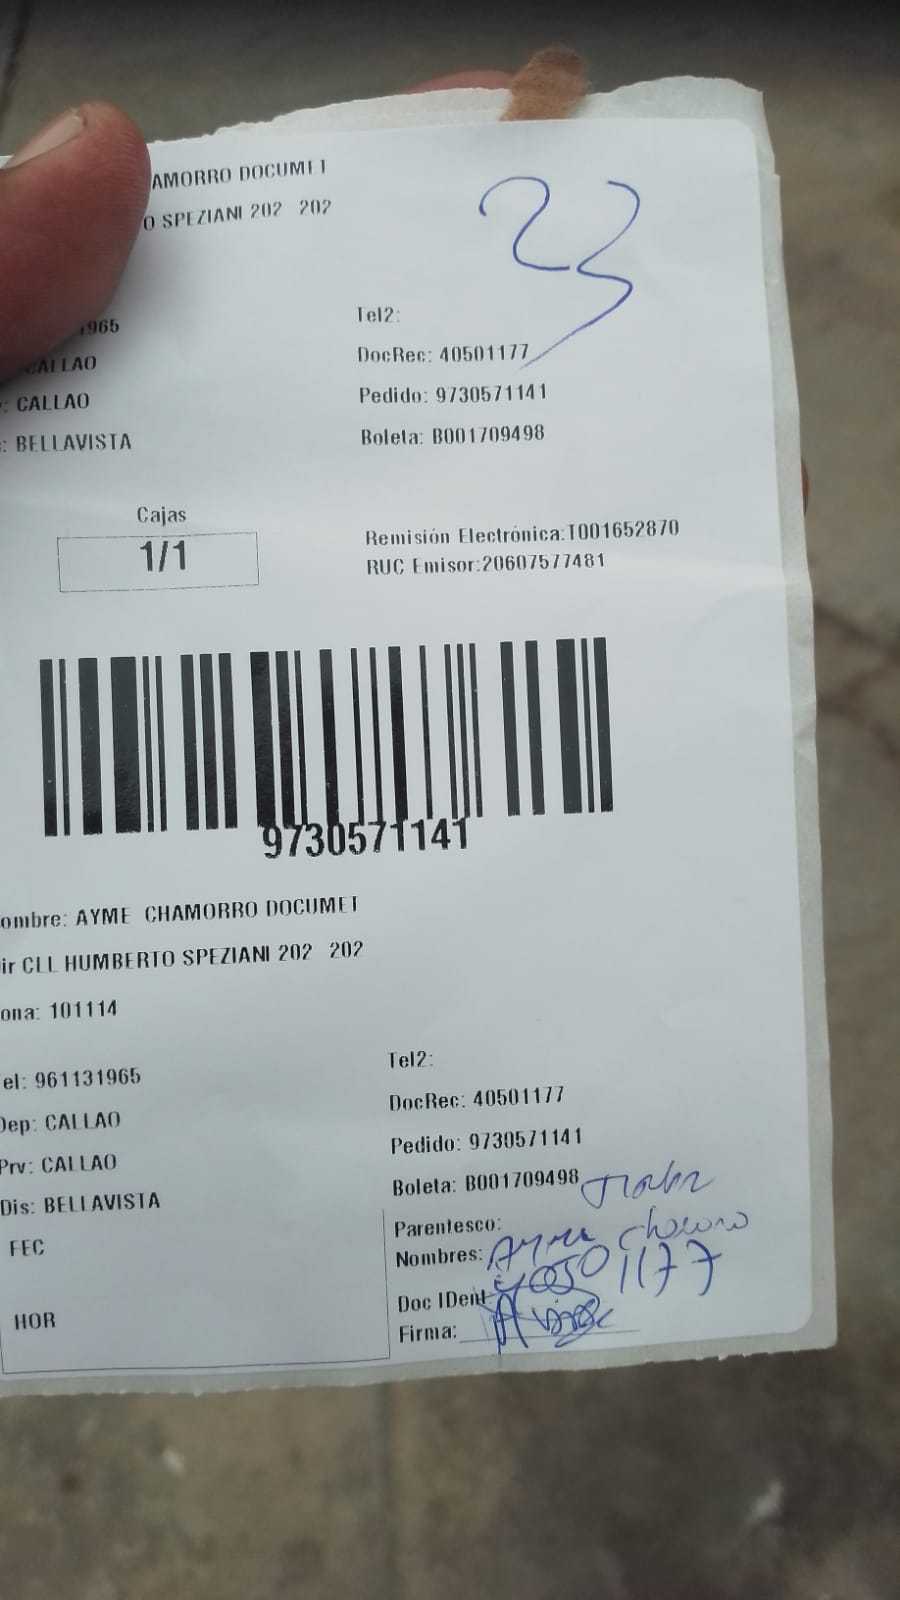 AMORRO DOCUMET
O SPEZIANI 202 202
23
1965
Tel2:
CALLAO
DocRec: 40501177
: CALLAO
Pedido: 9730571141
: BELLAVISTA
Boleta: B001709498
Cajas
1/1
Remisión Electrónica:T001652870
RUC Emisor:20607577481
9730571141
ombre: AYME CHAMORRO DOCUMET
ir CLL HUMBERTO SPEZIANI 202 202
ona: 101114
el: 961131965
Tel2:
Dep: CALLAO
DocRec: 40501177
Prv: CALLAO
Pedido: 9730571141
Dis: BELLAVISTA
Boleta: B001709498
FEC
Parentesco:
Nombres: Ayme Chamorro
HOR
Doc IDent 40501177
Firma: